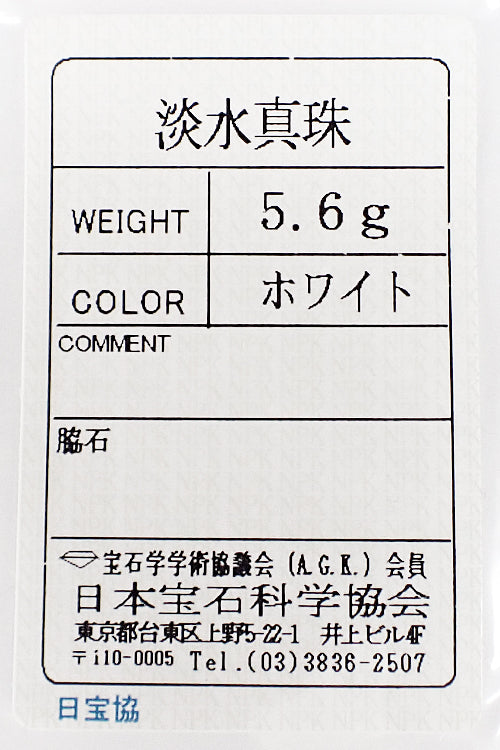 淡水真珠
WEIGHT 5.6g
COLOR ホワイト
COMMENT
脇石
宝石学学術協議会 (A.G.K.) 会員
日本宝石科学協会
東京都台東区上野5-22-1 井上ビル4F
〒110-0005 Tel.(03)3836-2507
日宝協